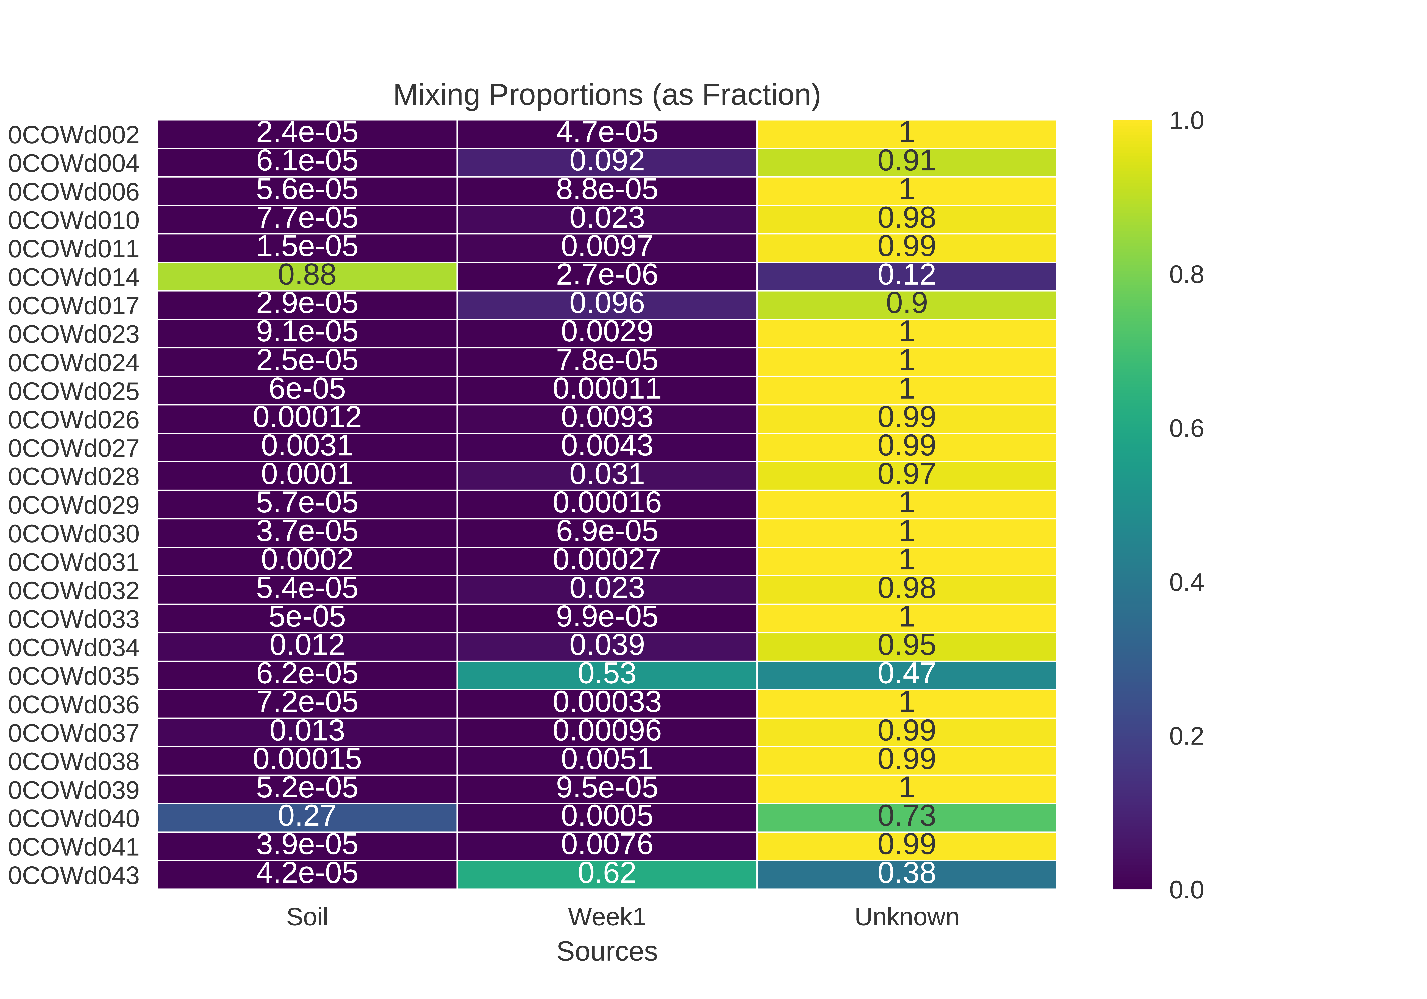 Mixing Proportions (as Fraction)
0COWd002 2.4e-05 4.7e-05 1
0COWd004 6.1e-05 0.092 0.91
0COWd006 5.6e-05 8.8e-05 1
0COWd010 7.7e-05 0.023 0.98
0COWd011 1.5e-05 0.0097 0.99
0COWd014 0.88 2.7e-06 0.12
0COWd017 2.9e-05 0.096 0.9
0COWd023 9.1e-05 0.0029 1
0COWd024 2.5e-05 7.8e-05 1
0COWd025 6e-05 0.00011 1
0COWd026 0.00012 0.0093 0.99
0COWd027 0.0031 0.0043 0.99
0COWd028 0.0001 0.031 0.97
0COWd029 5.7e-05 0.00016 1
0COWd030 3.7e-05 6.9e-05 1
0COWd031 0.0002 0.00027 1
0COWd032 5.4e-05 0.023 0.98
0COWd033 5e-05 9.9e-05 1
0COWd034 0.012 0.039 0.95
0COWd035 6.2e-05 0.53 0.47
0COWd036 7.2e-05 0.00033 1
0COWd037 0.013 0.00096 0.99
0COWd038 0.00015 0.0051 0.99
0COWd039 5.2e-05 9.5e-05 1
0COWd040 0.27 0.0005 0.73
0COWd041 3.9e-05 0.0076 0.99
0COWd043 4.2e-05 0.62 0.38
Soil Week1 Unknown
Sources
1.0
0.8
0.6
0.4
0.2
0.0